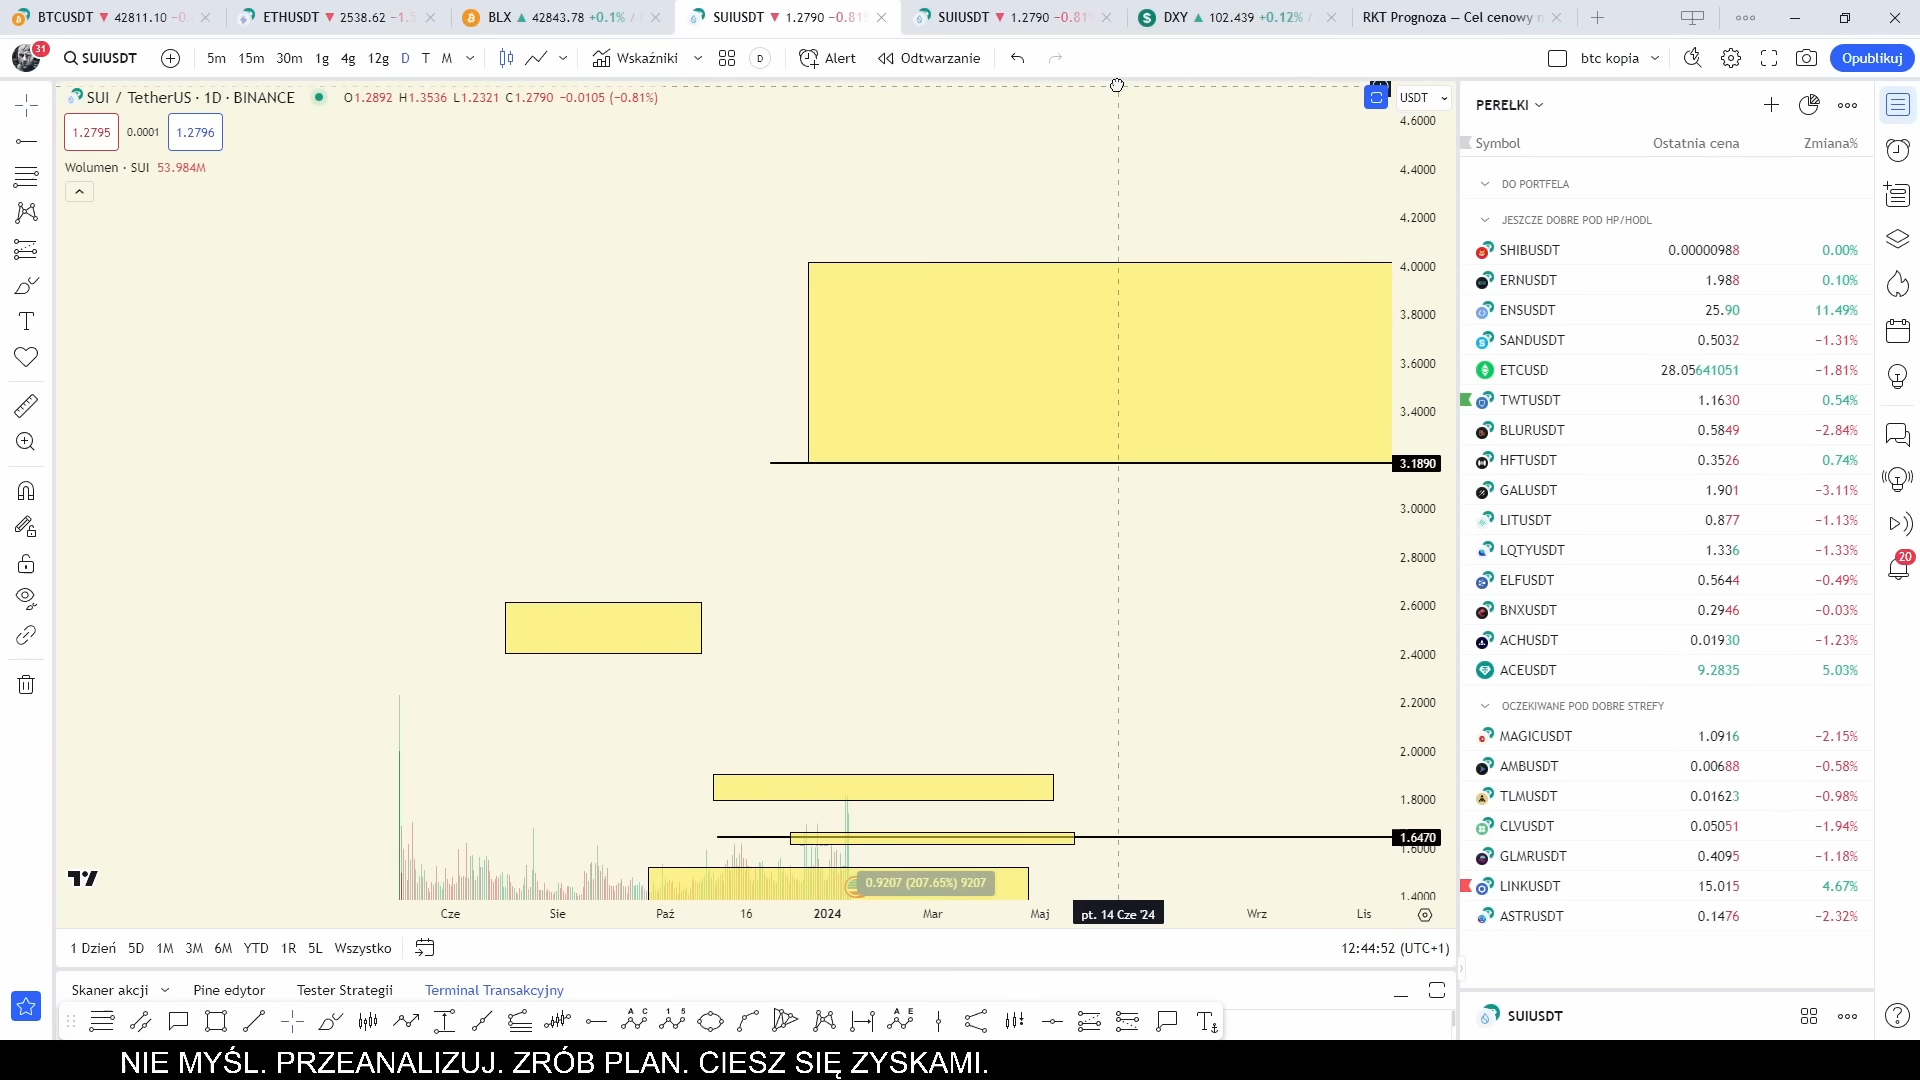 BTCUSDT ▼ 42811.10 −0.
ETHUSDT ▼ 2538.62 −1.5
BLX ▲ 42843.78 +0.1% /
SUIUSDT ▼ 1.2790 −0.81
SUIUSDT ▼ 1.2790 −0.81
DXY ▲ 102.439 +0.12% /
RKT Prognoza — Cel cenowy n
31
SUIUSDT
5m 15m 30m 1g 4g 12g D T M
Wskaźniki
D
Alert
Odtwarzanie
btc kopia
Opublikuj
SUI / TetherUS · 1D · BINANCE
O1.2892 H1.3536 L1.2321 C1.2790 −0.0105 (−0.81%)
USDT
1.2795
0.0001
1.2796
Wolumen · SUI 53.984M
4.6000
4.4000
4.2000
4.0000
3.8000
3.6000
3.4000
3.1890
3.0000
2.8000
2.6000
2.4000
2.2000
2.0000
1.8000
1.6470
1.6000
1.4000
0.9207 (207.65%) 9207
Cze
Sie
Paź
16
2024
Mar
Maj
pt. 14 Cze '24
Wrz
Lis
1 Dzień 5D 1M 3M 6M YTD 1R 5L Wszystko
12:44:52 (UTC+1)
Skaner akcji
Pine edytor
Tester Strategii
Terminal Transakcyjny
PEREŁKI
Symbol Ostatnia cena Zmiana%
DO PORTFELA
JESZCZE DOBRE POD HP/HODL
SHIBUSDT 0.00000988 0.00%
ERNUSDT 1.988 0.10%
ENSUSDT 25.90 11.49%
SANDUSDT 0.5032 −1.31%
ETCUSD 28.05641051 −1.81%
TWTUSDT 1.1630 0.54%
BLURUSDT 0.5849 −2.84%
HFTUSDT 0.3526 0.74%
GALUSDT 1.901 −3.11%
LITUSDT 0.877 −1.13%
LQTYUSDT 1.336 −1.33%
ELFUSDT 0.5644 −0.49%
BNXUSDT 0.2946 −0.03%
ACHUSDT 0.01930 −1.23%
ACEUSDT 9.2835 5.03%
OCZEKIWANE POD DOBRE STREFY
MAGICUSDT 1.0916 −2.15%
AMBUSDT 0.00688 −0.58%
TLMUSDT 0.01623 −0.98%
CLVUSDT 0.05051 −1.94%
GLMRUSDT 0.4095 −1.18%
LINKUSDT 15.015 4.67%
ASTRUSDT 0.1476 −2.32%
SUIUSDT
20
NIE MYŚL. PRZEANALIZUJ. ZRÓB PLAN. CIESZ SIĘ ZYSKAMI.